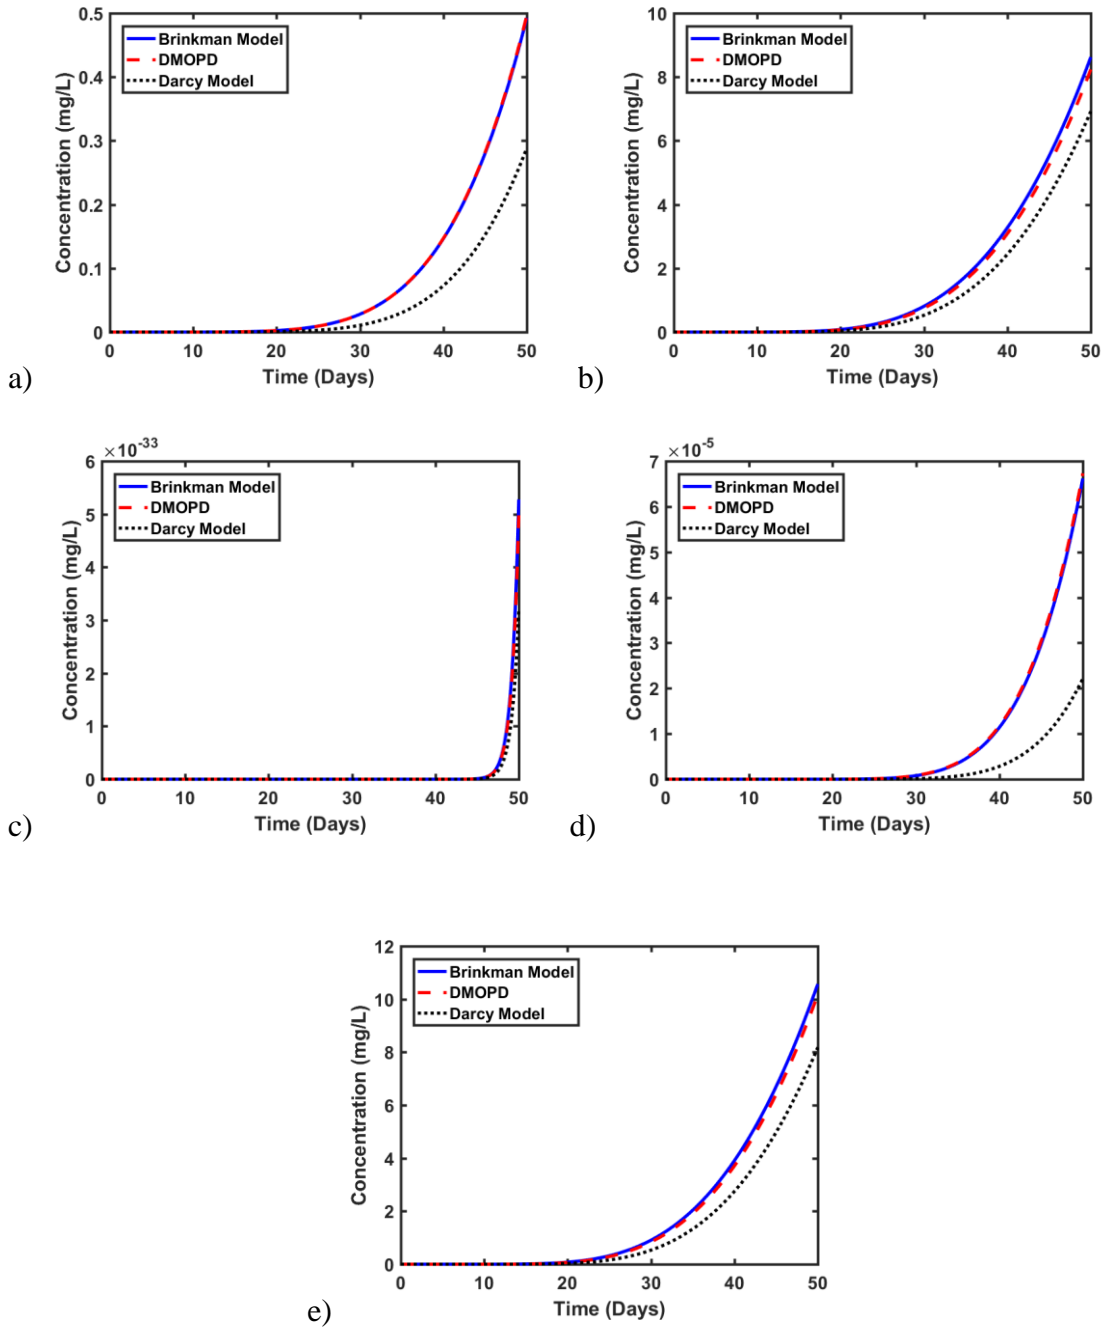 0.5
0.4
0.3
0.2
0.1
0
Concentration (mg/L)
Brinkman Model
DMOPD
Darcy Model
0 10 20 30 40 50
Time (Days)
a)
10
8
6
4
2
0
Concentration (mg/L)
Brinkman Model
DMOPD
Darcy Model
0 10 20 30 40 50
Time (Days)
b)
×10-33
6
5
4
3
2
1
0
Concentration (mg/L)
Brinkman Model
DMOPD
Darcy Model
0 10 20 30 40 50
Time (Days)
c)
×10-5
7
6
5
4
3
2
1
0
Concentration (mg/L)
Brinkman Model
DMOPD
Darcy Model
0 10 20 30 40 50
Time (Days)
d)
12
10
8
6
4
2
0
Concentration (mg/L)
Brinkman Model
DMOPD
Darcy Model
0 10 20 30 40 50
Time (Days)
e)